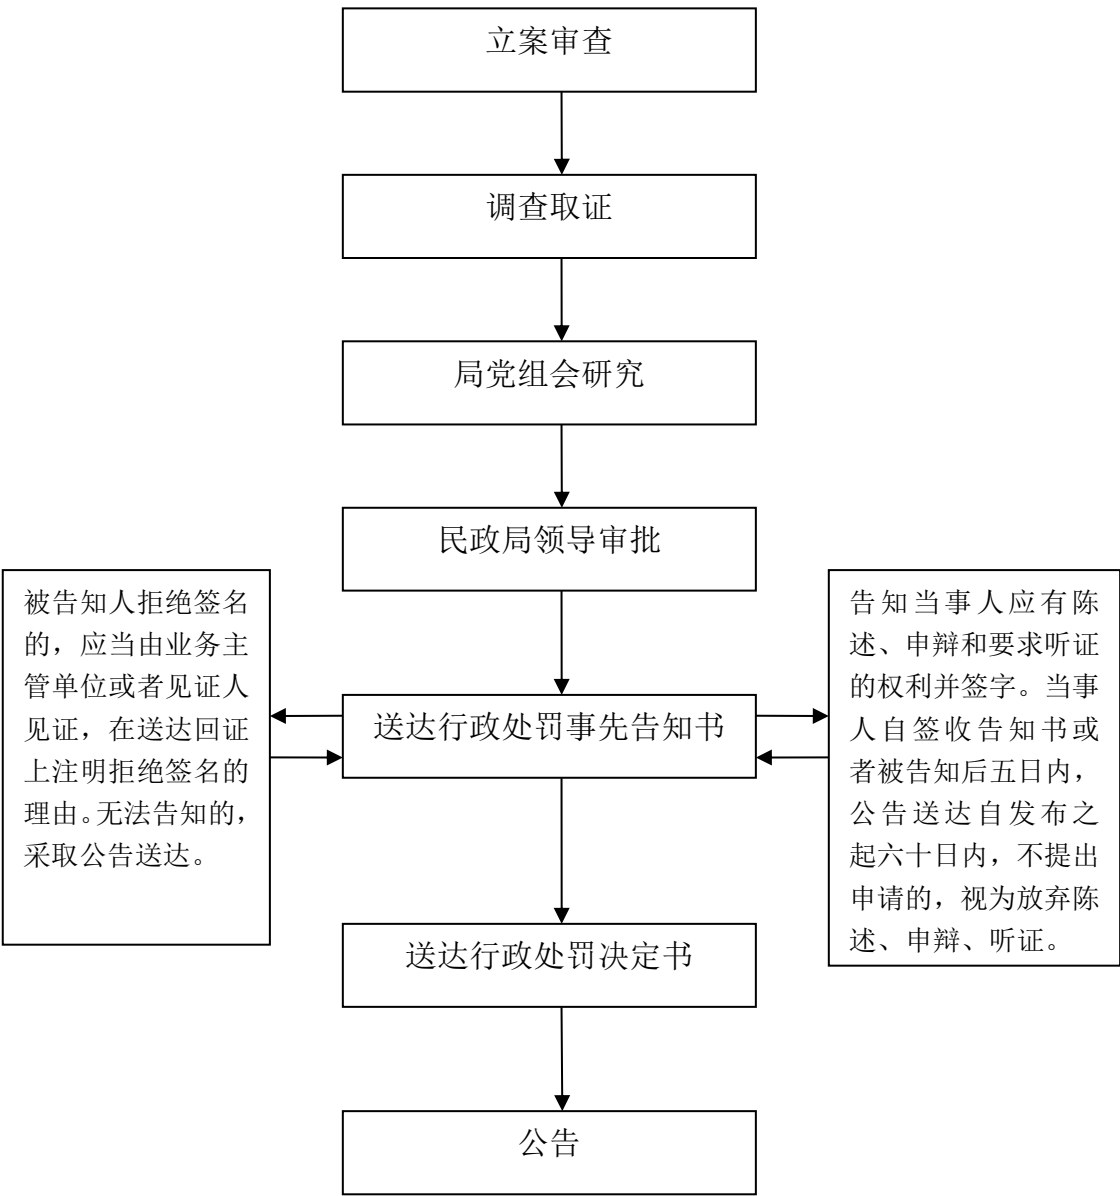 立案审查
调查取证
局党组会研究
民政局领导审批
被告知人拒绝签名
的，应当由业务主
管单位或者见证人
见证，在送达回证
上注明拒绝签名的
理由。无法告知的，
采取公告送达。
送达行政处罚事先告知书
告知当事人应有陈
述、申辩和要求听证
的权利并签字。当事
人自签收告知书或
者被告知后五日内，
公告送达自发布之
起六十日内，不提出
申请的，视为放弃陈
述、申辩、听证。
送达行政处罚决定书
公告